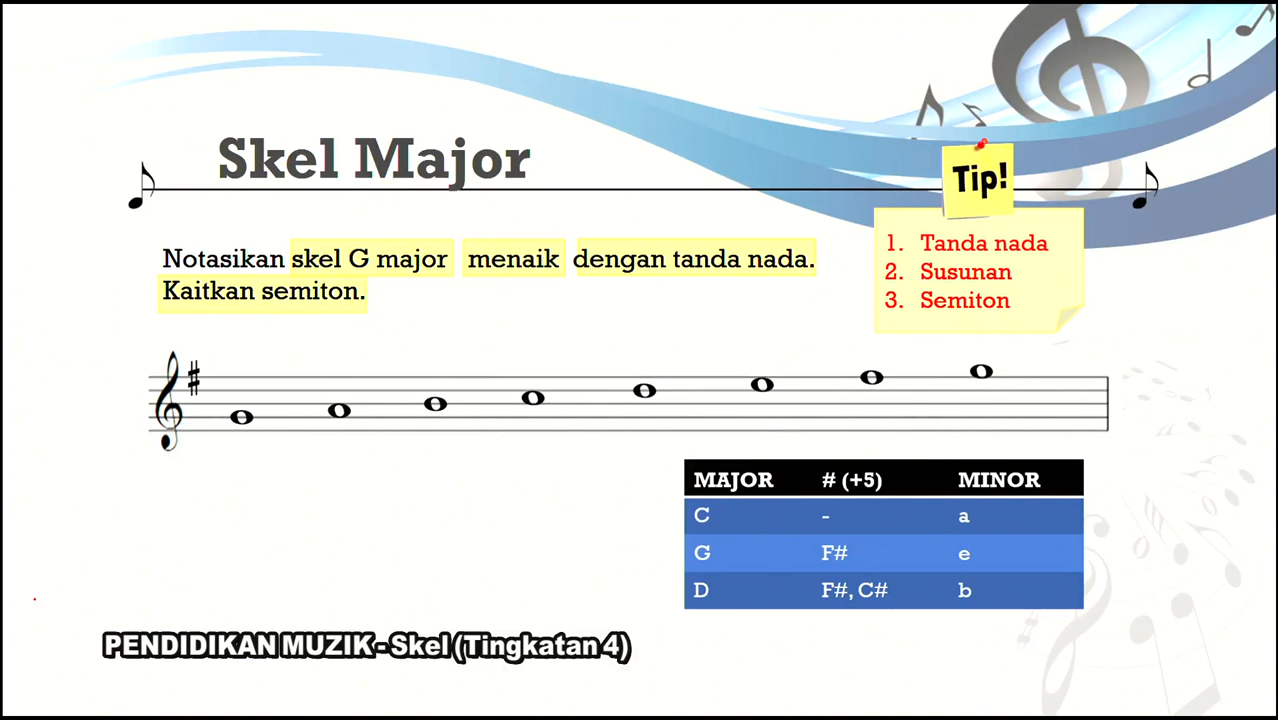 Skel Major
Tip!
Notasikan skel G major menaik dengan tanda nada.
Kaitkan semiton.
1. Tanda nada
2. Susunan
3. Semiton
MAJOR # (+5) MINOR
C - a
G F# e
D F#, C# b
PENDIDIKAN MUZIK - Skel (Tingkatan 4)